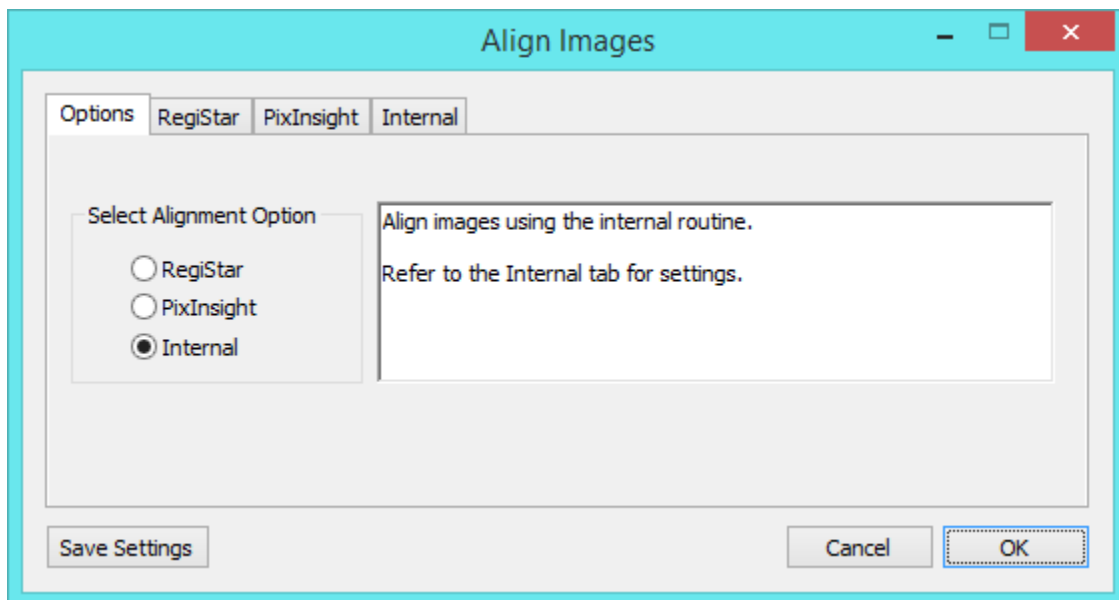 Align Images
Options RegiStar PixInsight Internal
Select Alignment Option
RegiStar
PixInsight
Internal
Align images using the internal routine.
Refer to the Internal tab for settings.
Save Settings Cancel OK